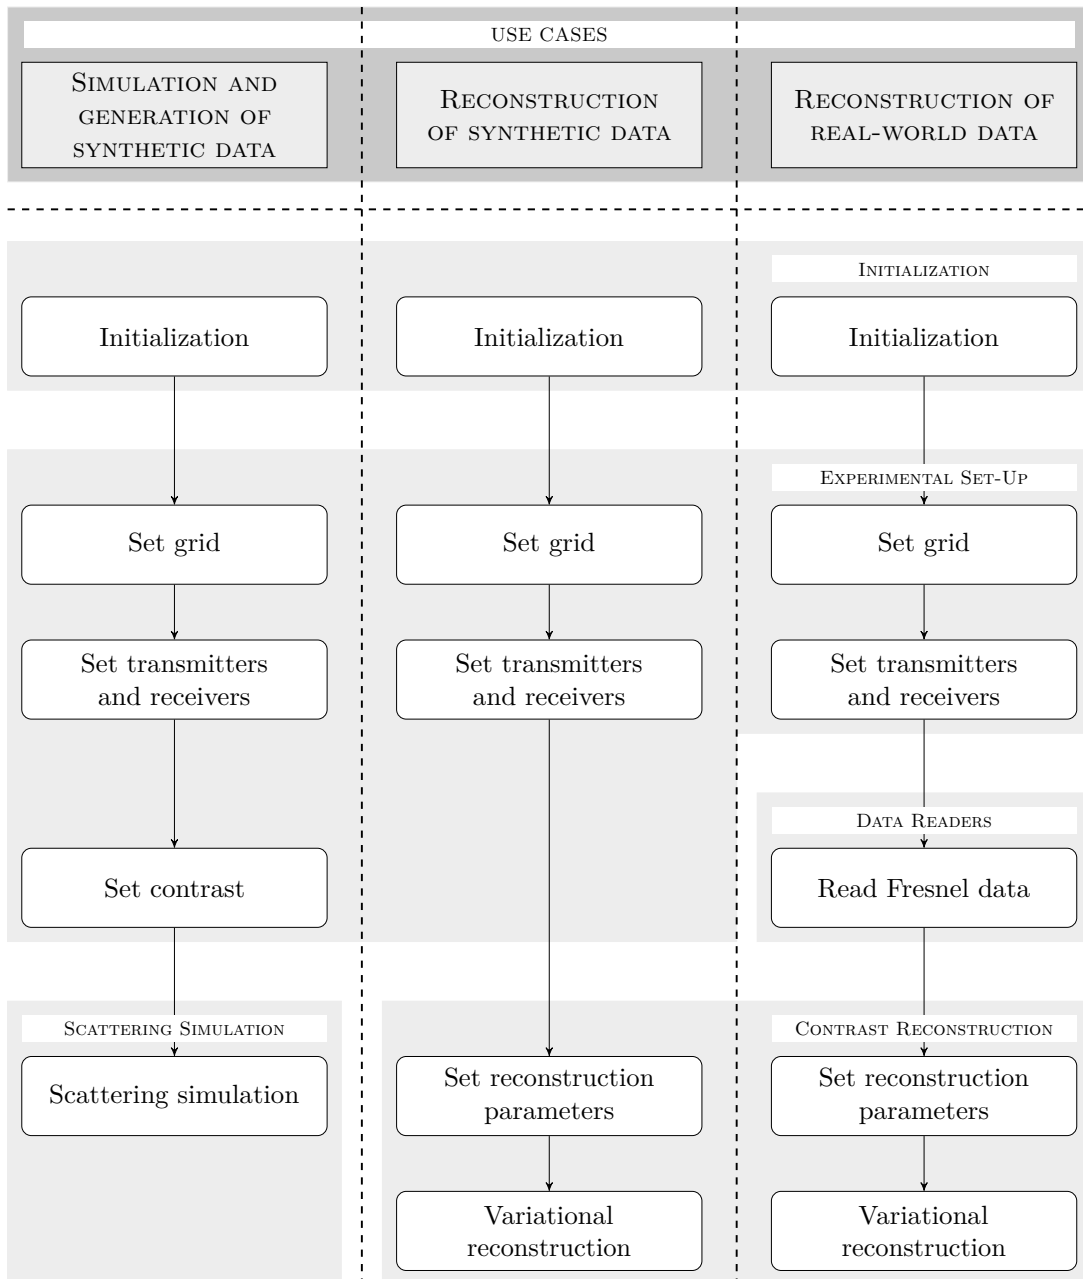 USE CASES
SIMULATION AND
GENERATION OF
SYNTHETIC DATA
RECONSTRUCTION
OF SYNTHETIC DATA
RECONSTRUCTION OF
REAL-WORLD DATA
INITIALIZATION
Initialization
Initialization
Initialization
EXPERIMENTAL SET-UP
Set grid
Set grid
Set grid
Set transmitters
and receivers
Set transmitters
and receivers
Set transmitters
and receivers
DATA READERS
Set contrast
Read Fresnel data
SCATTERING SIMULATION
CONTRAST RECONSTRUCTION
Scattering simulation
Set reconstruction
parameters
Set reconstruction
parameters
Variational
reconstruction
Variational
reconstruction